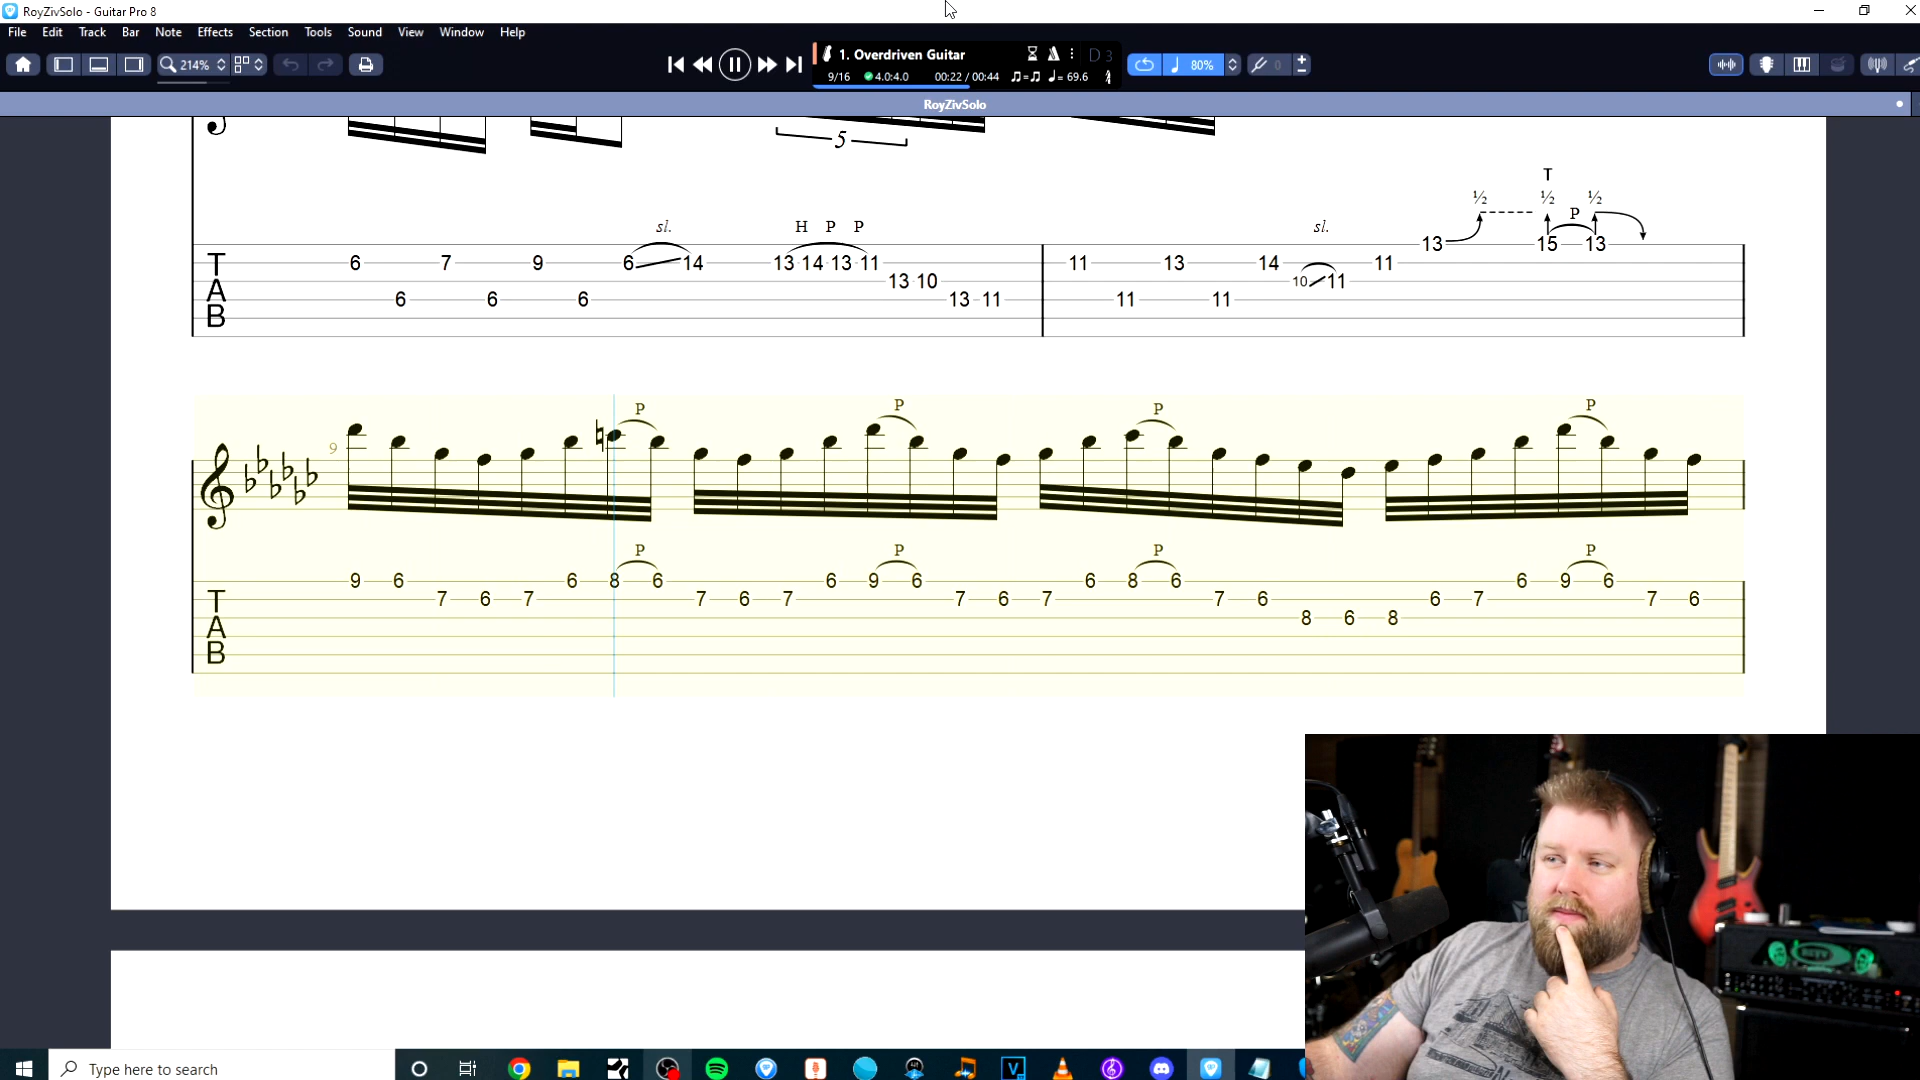 RoyZivSolo - Guitar Pro 8
File Edit Track Bar Note Effects Section Tools Sound View Window Help
214%
1. Overdriven Guitar
D 3
80%
0
9/16 4.0:4.0 00:22 / 00:44 ♫=♫ ♩= 69.6
RoyZivSolo
5
T
½ ½ ½
sl. H P P sl. P
13 15 13
6 7 9 6 14 13 14 13 11 11 13 14 11
13 10 10 11
6 6 6 13 11 11 11
T
A
B
P P P P
9
P P P P
9 6 6 8 6 6 9 6 6 8 6 6 9 6
7 6 7 7 6 7 7 6 7 7 6 6 7 7 6
8 6 8
T
A
B
Type here to search